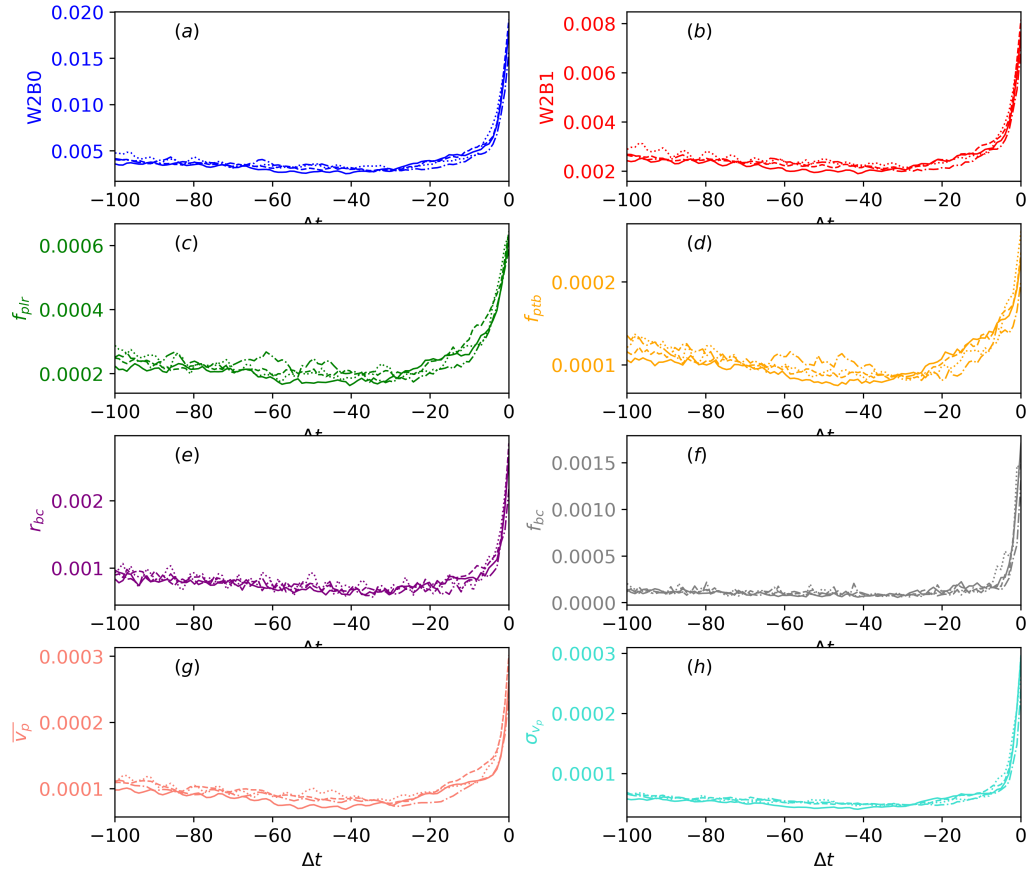 (a)
W2B0
0.020
0.015
0.010
0.005
−100 −80 −60 −40 −20 0
Δt
(b)
W2B1
0.008
0.006
0.004
0.002
−100 −80 −60 −40 −20 0
Δt
(c)
f_plr
0.0006
0.0004
0.0002
−100 −80 −60 −40 −20 0
Δt
(d)
f_ptb
0.0002
0.0001
−100 −80 −60 −40 −20 0
Δt
(e)
r_bc
0.002
0.001
−100 −80 −60 −40 −20 0
Δt
(f)
f_bc
0.0015
0.0010
0.0005
0.0000
−100 −80 −60 −40 −20 0
Δt
(g)
v̅_p
0.0003
0.0002
0.0001
−100 −80 −60 −40 −20 0
Δt
(h)
σ_v_p
0.0003
0.0002
0.0001
−100 −80 −60 −40 −20 0
Δt